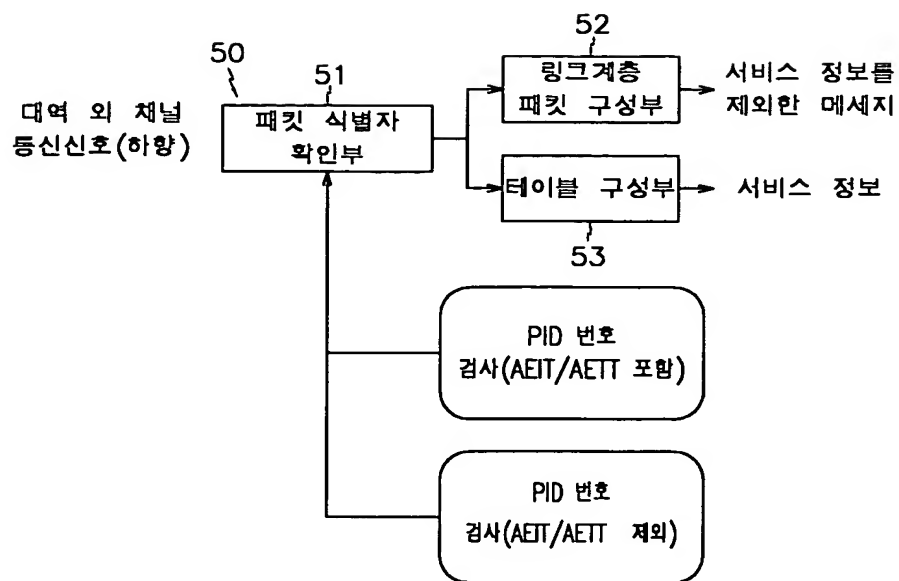 50
51
52
53
대역 외 채널
통신신호(하향)
패킷 식별자
확인부
링크계층
패킷 구성부
서비스 정보를
제외한 메세지
테이블 구성부
서비스 정보
PID 번호
검사(AEIT/AETT 포함)
PID 번호
검사(AEIT/AETT 제외)